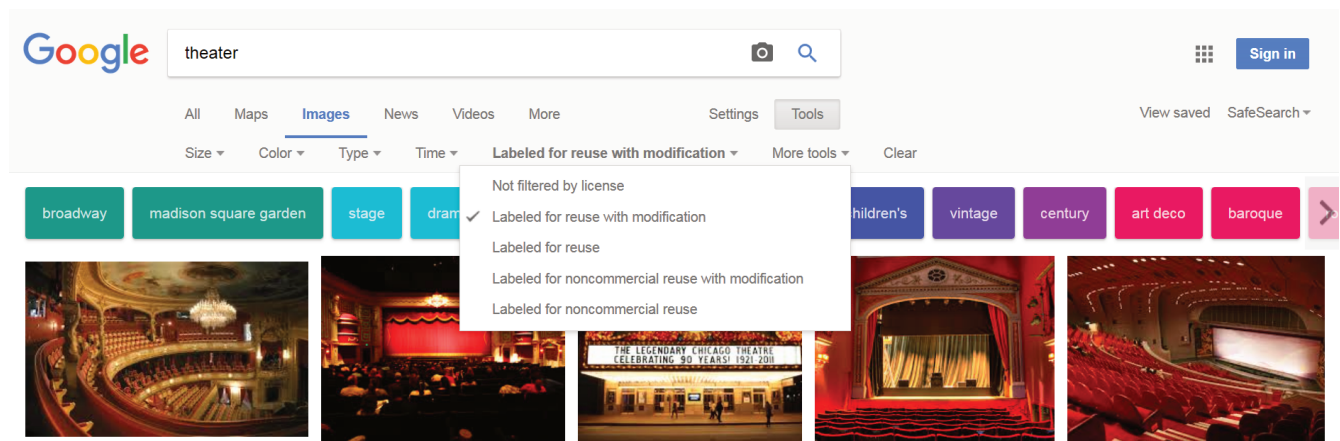 Google
theater
Sign in
All Maps Images News Videos More Settings Tools View saved SafeSearch
Size Color Type Time Labeled for reuse with modification More tools Clear
Not filtered by license
Labeled for reuse with modification
Labeled for reuse
Labeled for noncommercial reuse with modification
Labeled for noncommercial reuse
broadway madison square garden stage vintage century art deco baroque
THE LEGENDARY CHICAGO THEATRE
CELEBRATING 90 YEARS! 1921-2011